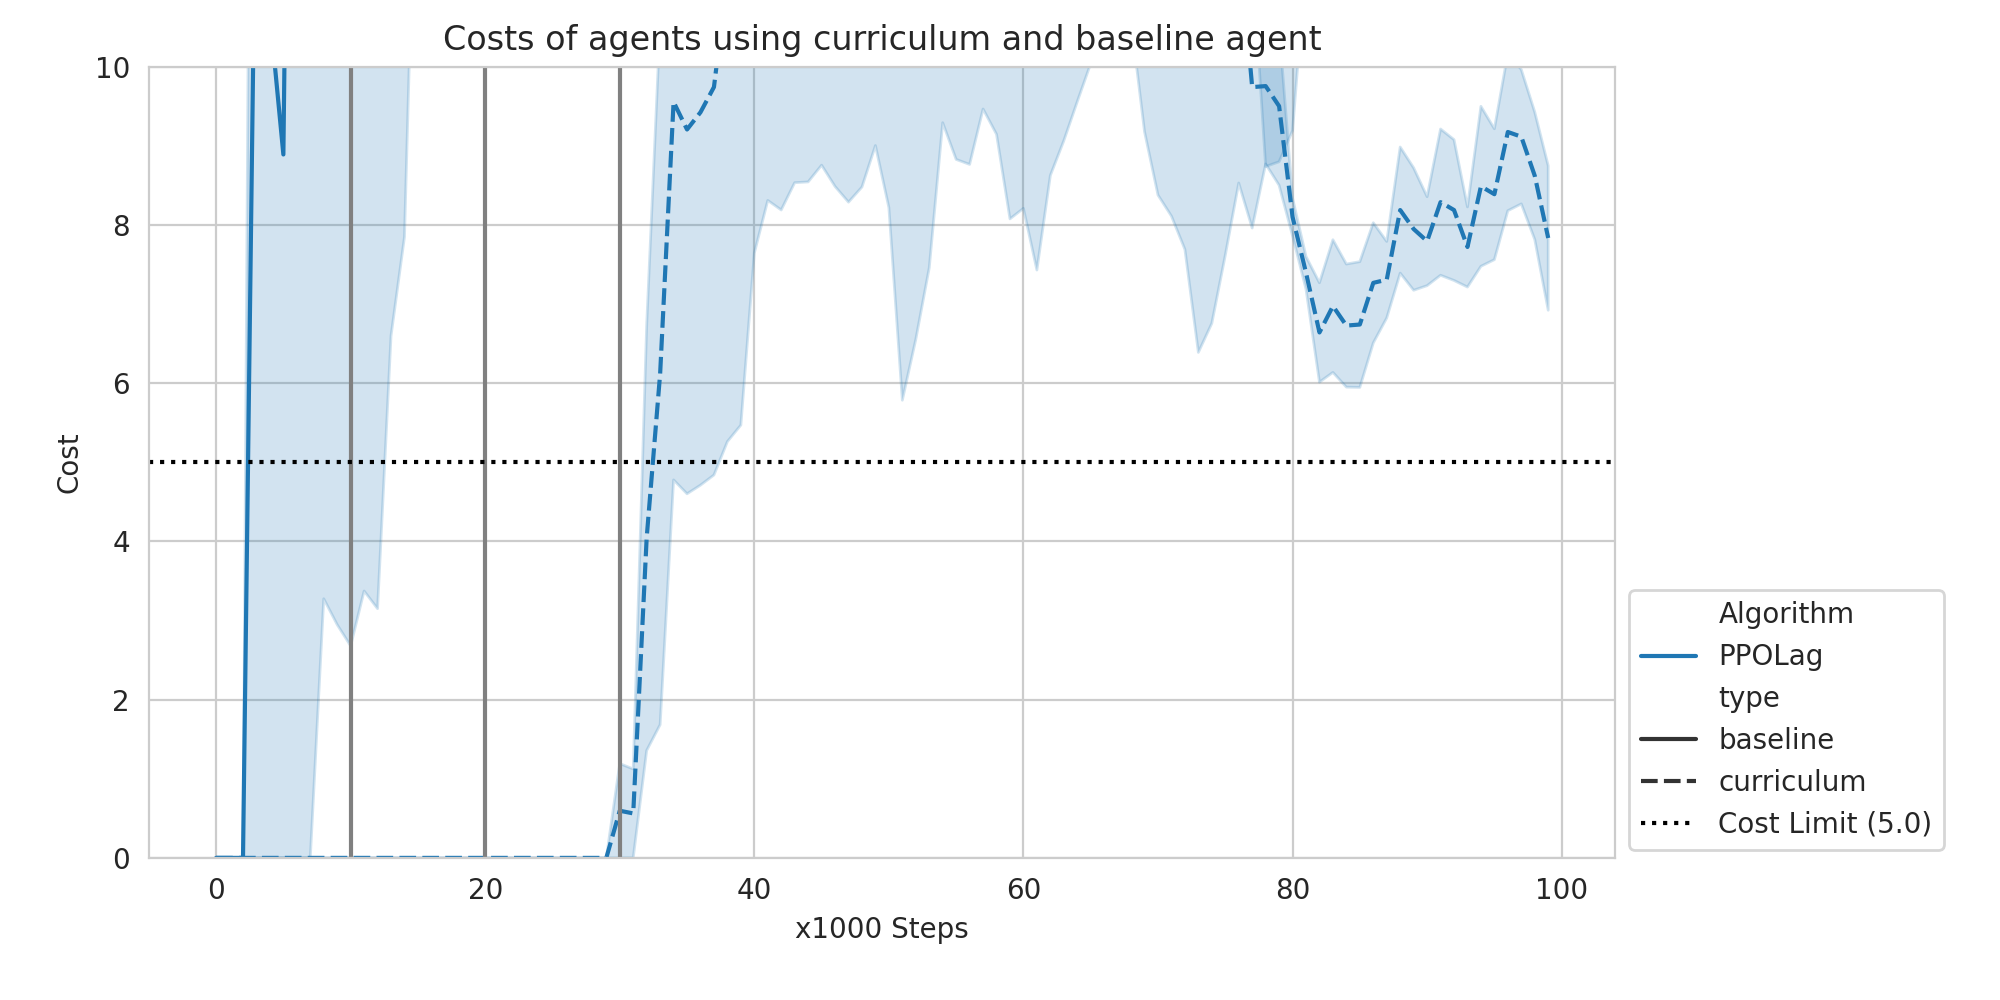 Costs of agents using curriculum and baseline agent
10
8
6
4
2
0
Cost
0 20 40 60 80 100
x1000 Steps
Algorithm
PPOLag
type
baseline
curriculum
Cost Limit (5.0)